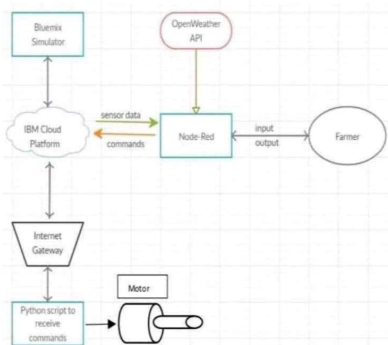 Bluemix
Simulator
OpenWeather
API
IBM Cloud
Platform
sensor data
commands
Node-Red
input
output
Farmer
Internet
Gateway
Python script to
receive
commands
Motor